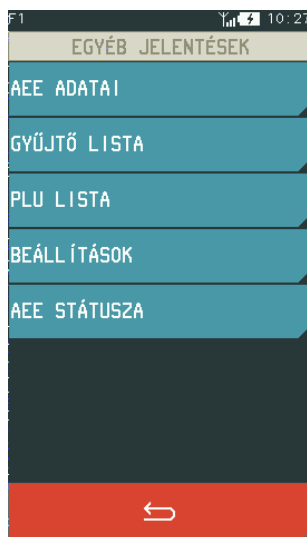 F1 10:27
EGYÉB JELENTÉSEK
AEE ADATAI
GYŰJTŐ LISTA
PLU LISTA
BEÁLLÍTÁSOK
AEE STÁTUSZA